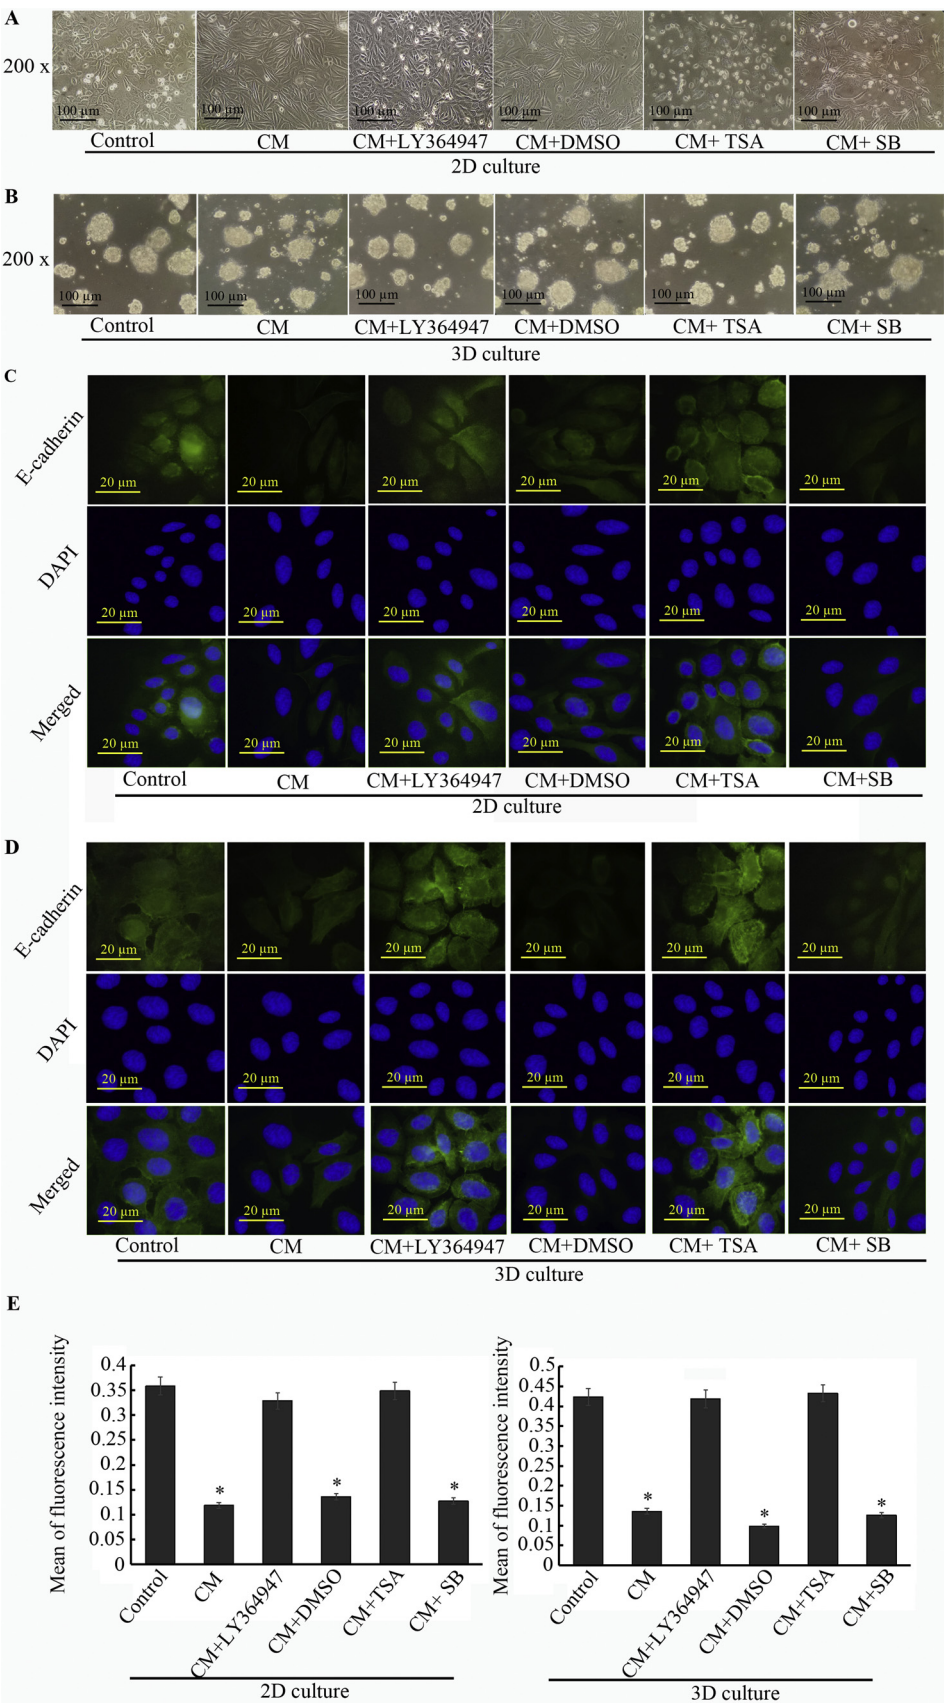 A
200 x
100 µm 100 µm 100 µm 100 µm 100 µm 100 µm
Control CM CM+LY364947 CM+DMSO CM+ TSA CM+ SB
2D culture
B
200 x
100 µm 100 µm 100 µm 100 µm 100 µm 100 µm
Control CM CM+LY364947 CM+DMSO CM+ TSA CM+ SB
3D culture
C
E-cadherin
20 µm 20 µm 20 µm 20 µm 20 µm 20 µm
DAPI
20 µm 20 µm 20 µm 20 µm 20 µm 20 µm
Merged
20 µm 20 µm 20 µm 20 µm 20 µm 20 µm
Control CM CM+LY364947 CM+DMSO CM+TSA CM+SB
2D culture
D
E-cadherin
20 µm 20 µm 20 µm 20 µm 20 µm 20 µm
DAPI
20 µm 20 µm 20 µm 20 µm 20 µm 20 µm
Merged
20 µm 20 µm 20 µm 20 µm 20 µm 20 µm
Control CM CM+LY364947 CM+DMSO CM+ TSA CM+ SB
3D culture
E
Mean of fluorescence intensity
0.4
0.35
0.3
0.25
0.2
0.15
0.1
0.05
0
* * *
Control CM CM+LY364947 CM+DMSO CM+TSA CM+ SB
2D culture
Mean of fluorescence intensity
0.5
0.45
0.4
0.35
0.3
0.25
0.2
0.15
0.1
0.05
0
* * *
Control CM CM+LY364947 CM+DMSO CM+TSA CM+SB
3D culture